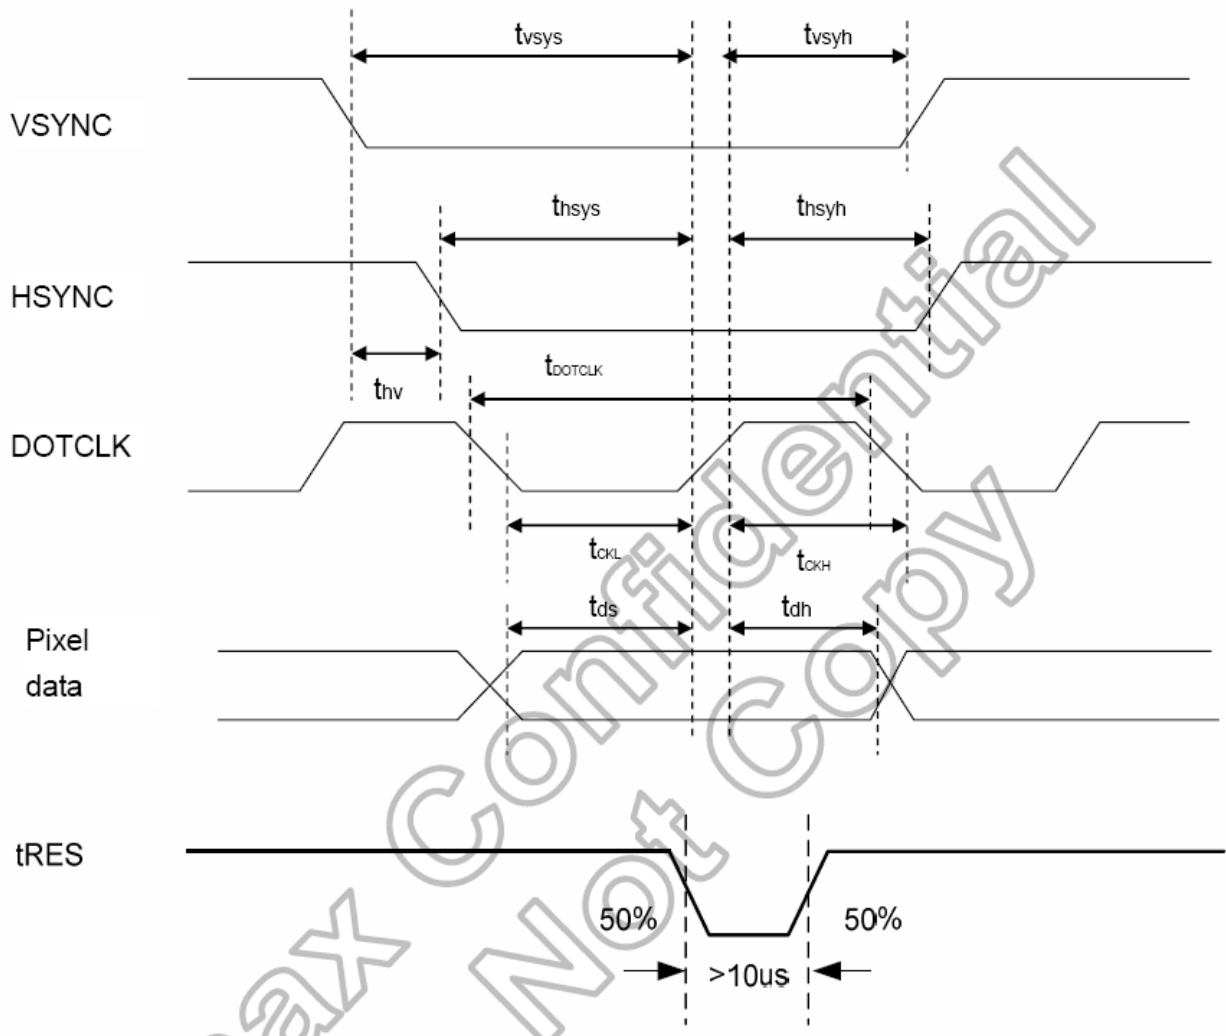 tvsys tvsyh
VSYNC
thsys thsyh
HSYNC
thv tDOTCLK
DOTCLK
tCKL tCKH
tds tdh
Pixel
data
tRES
50% 50%
>10us
Confidential
Not Copy